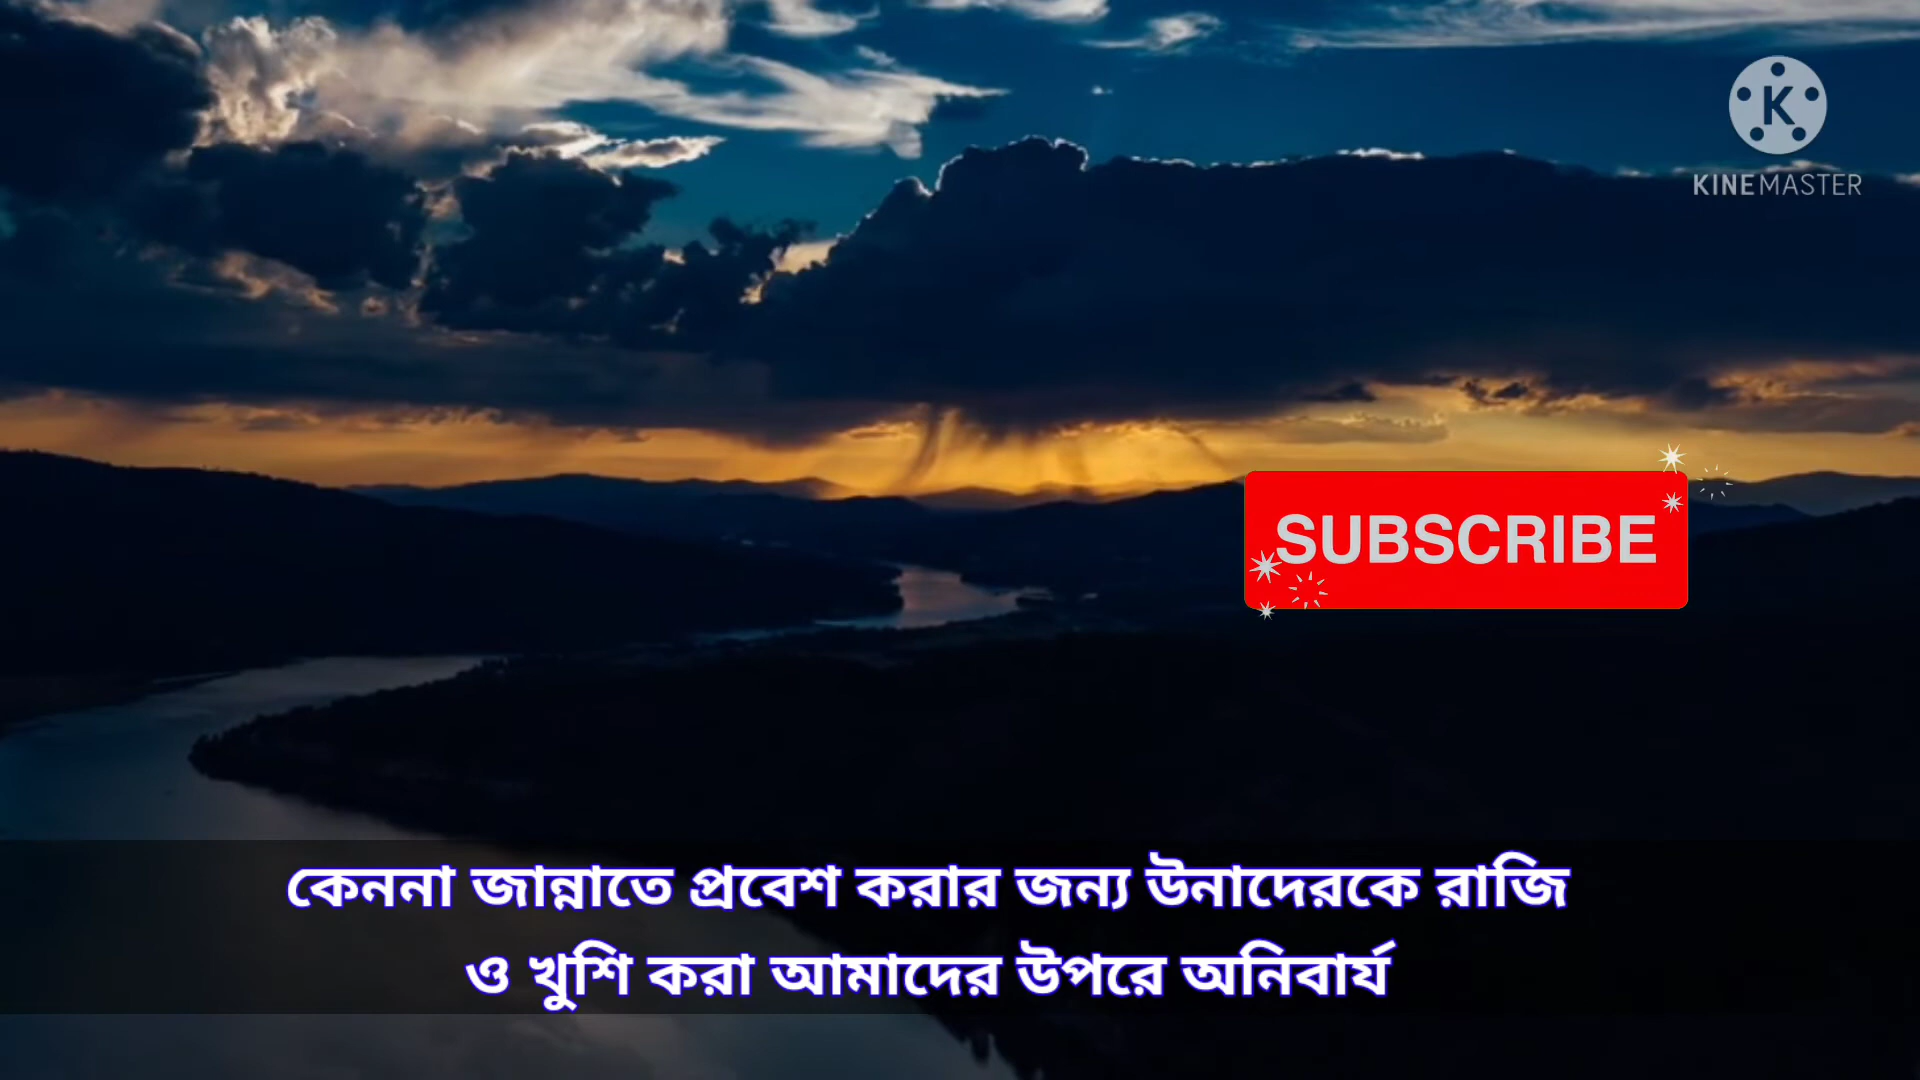 K
KINEMASTER
SUBSCRIBE
কেননা জান্নাতে প্রবেশ করার জন্য উনাদেরকে রাজি
ও খুশি করা আমাদের উপরে অনিবার্য